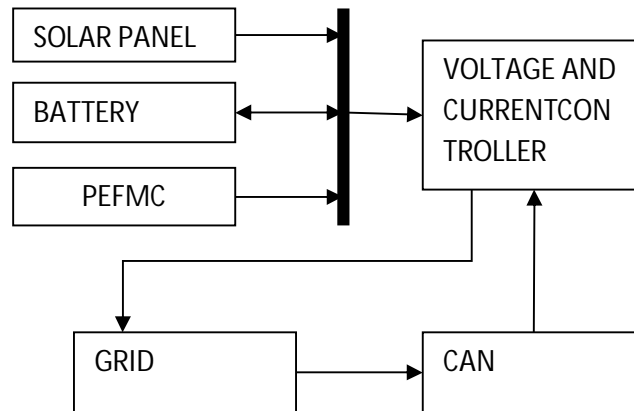 SOLAR PANEL
BATTERY
PEFMC
VOLTAGE AND
CURRENTCON
TROLLER
GRID
CAN